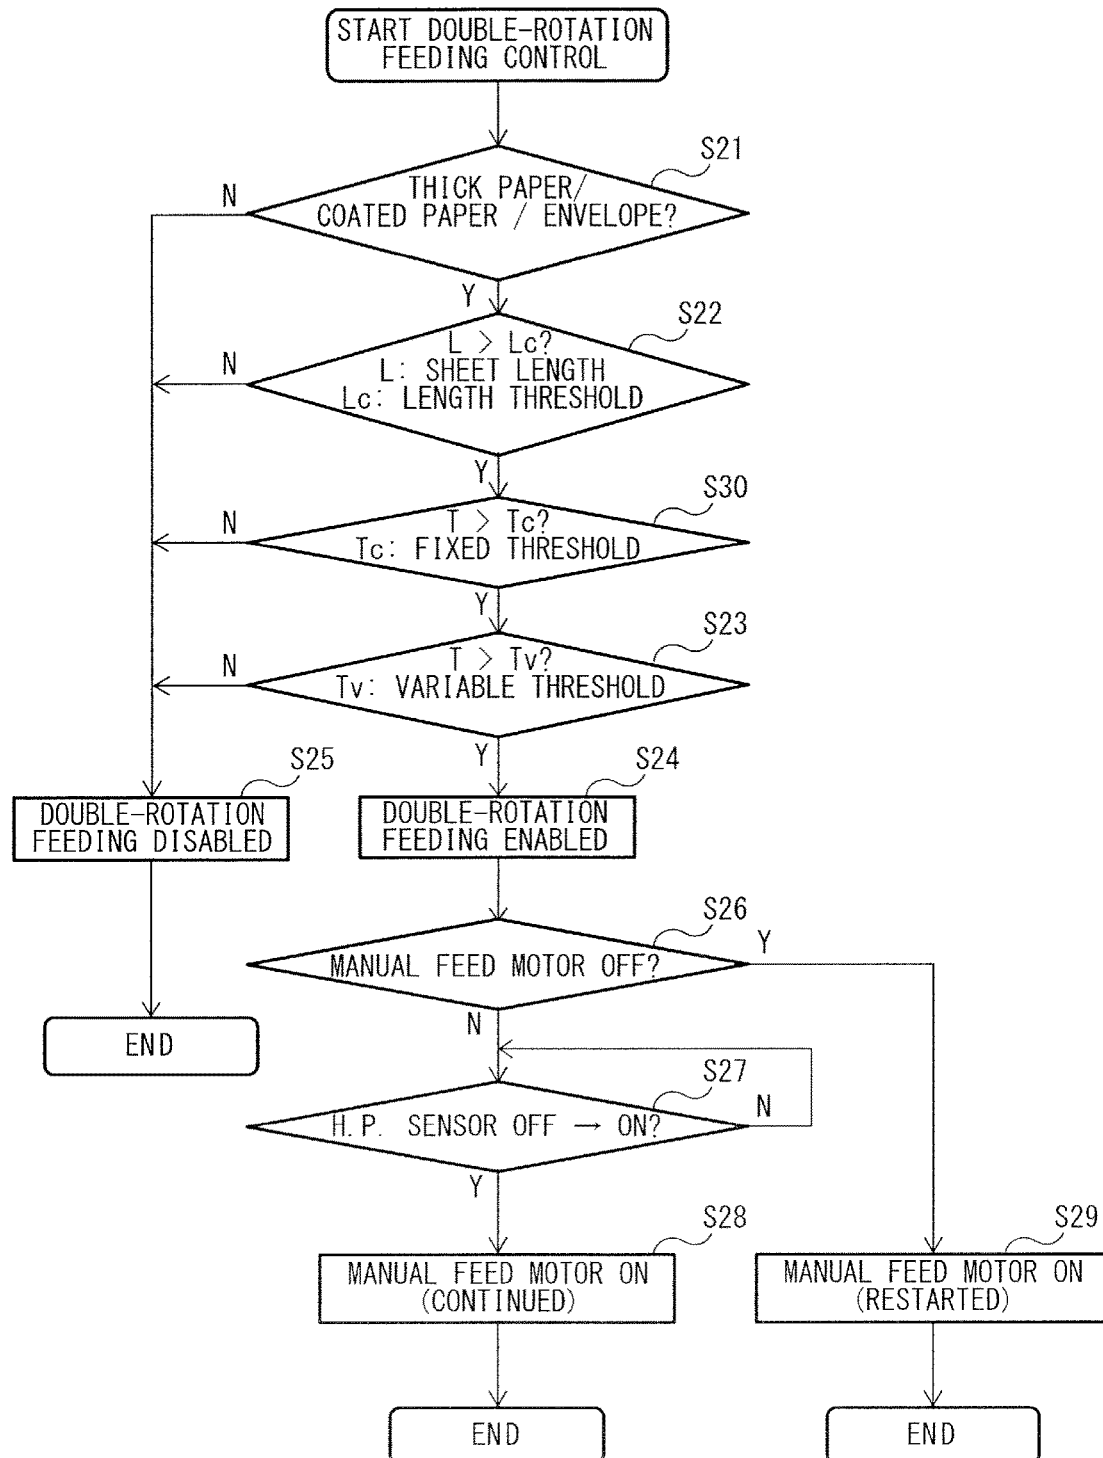 START DOUBLE-ROTATION
FEEDING CONTROL
S21
N
THICK PAPER/
COATED PAPER / ENVELOPE?
Y
S22
N
L > Lc?
L: SHEET LENGTH
Lc: LENGTH THRESHOLD
Y
S30
N
T > Tc?
Tc: FIXED THRESHOLD
Y
S23
N
T > Tv?
Tv: VARIABLE THRESHOLD
Y
S25
S24
DOUBLE-ROTATION
FEEDING DISABLED
DOUBLE-ROTATION
FEEDING ENABLED
S26
Y
MANUAL FEED MOTOR OFF?
N
END
S27
N
H.P. SENSOR OFF → ON?
Y
S28
S29
MANUAL FEED MOTOR ON
(CONTINUED)
MANUAL FEED MOTOR ON
(RESTARTED)
END
END